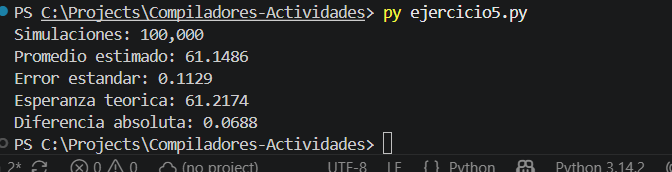 PS C:\Projects\Compiladores-Actividades> py ejercicio5.py
Simulaciones: 100,000
Promedio estimado: 61.1486
Error estandar: 0.1129
Esperanza teorica: 61.2174
Diferencia absoluta: 0.0688
PS C:\Projects\Compiladores-Actividades>
2* 0 0 (no project) UTF-8 LF { } Python Python 3.14.2